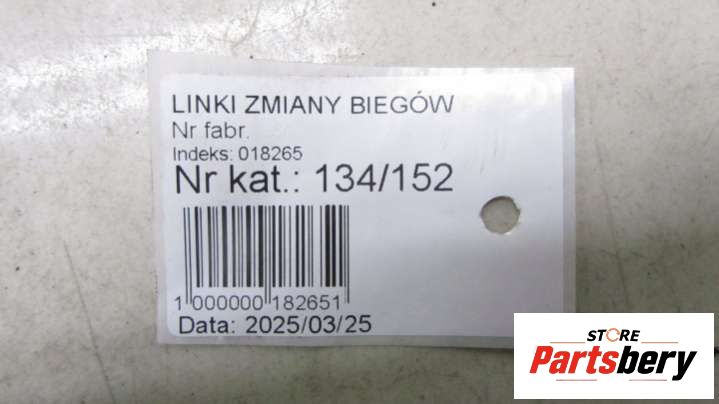 LINKI ZMIANY BIEGÓW
Nr fabr.
Indeks: 018265
Nr kat.: 134/152
1 000000 182651
Data: 2025/03/25
STORE
Partsbery